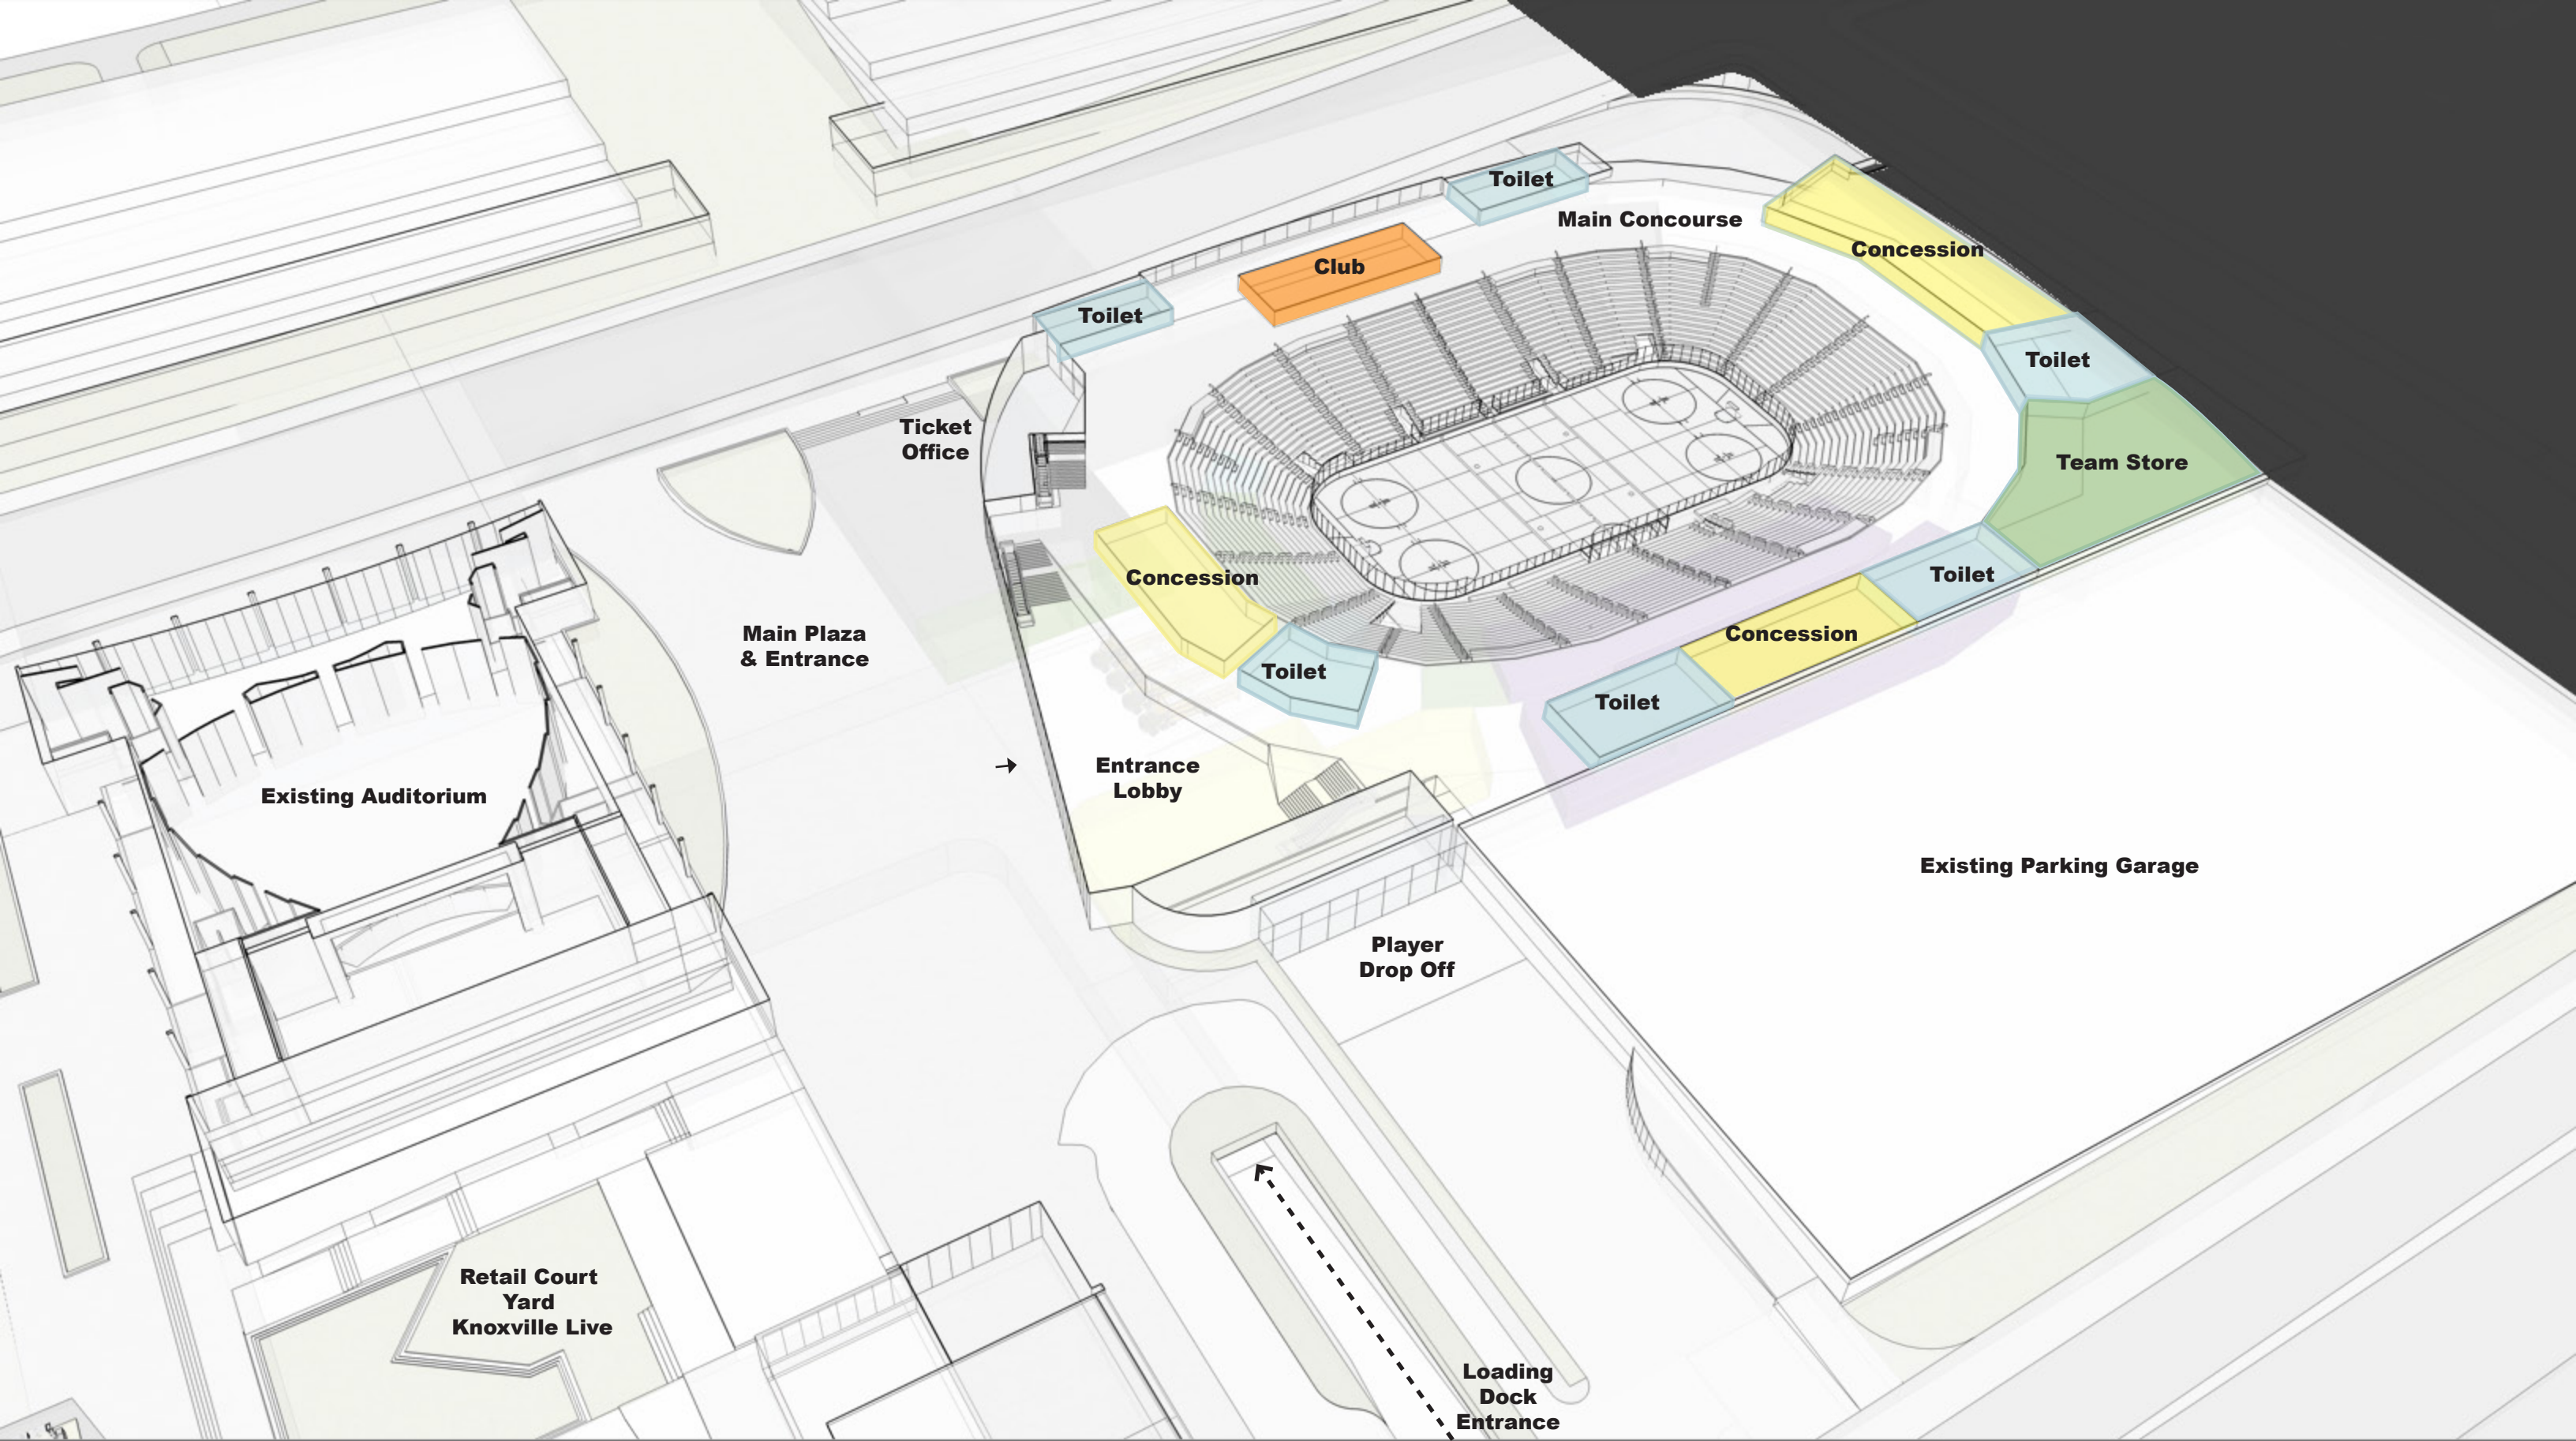 Toilet
Main Concourse
Concession
Club
Toilet
Toilet
Ticket
Office
Team Store
Concession
Toilet
Main Plaza
& Entrance
Concession
Toilet
Toilet
Entrance
Lobby
Existing Auditorium
Existing Parking Garage
Player
Drop Off
Retail Court
Yard
Knoxville Live
Loading
Dock
Entrance